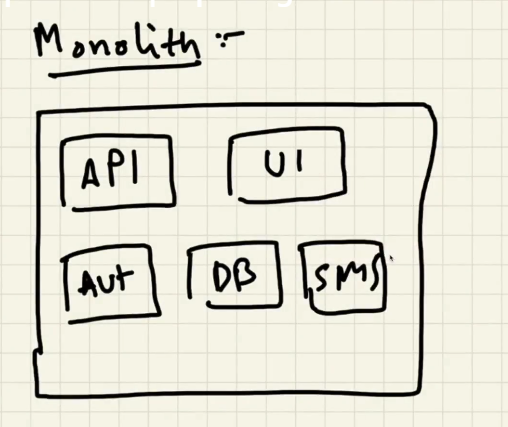 Monolith :-
API UI
Aut DB SMS